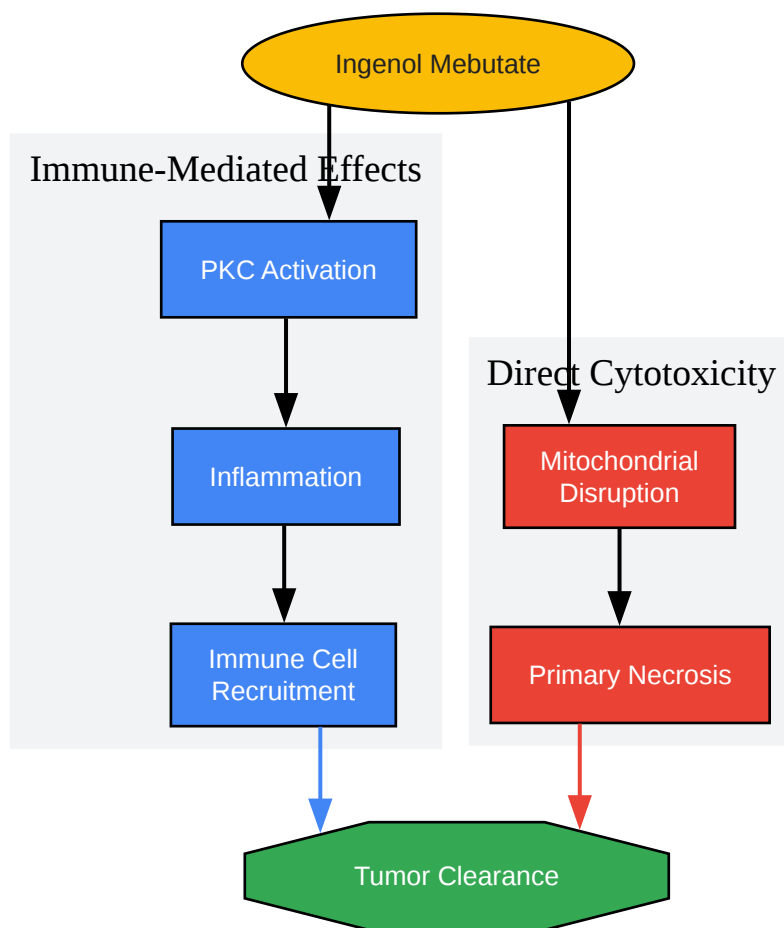 Ingenol Mebutate
Immune-Mediated Effects
PKC Activation
Inflammation
Immune Cell
Recruitment
Direct Cytotoxicity
Mitochondrial
Disruption
Primary Necrosis
Tumor Clearance